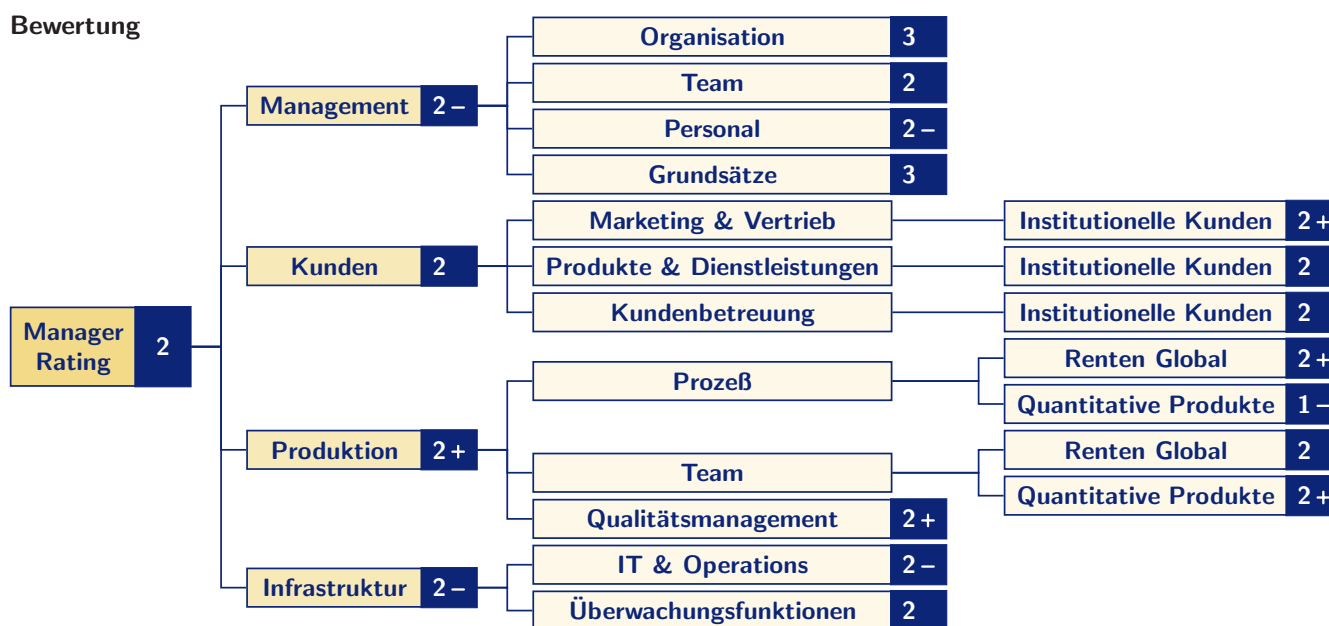 Bewertung
Organisation 3
Team 2
Management 2 –
Personal 2 –
Grundsätze 3
Marketing & Vertrieb Institutionelle Kunden 2 +
Kunden 2 Produkte & Dienstleistungen Institutionelle Kunden 2
Kundenbetreuung Institutionelle Kunden 2
Manager
Rating 2
Renten Global 2 +
Prozeß
Quantitative Produkte 1 –
Produktion 2 +
Renten Global 2
Team
Quantitative Produkte 2 +
Qualitätsmanagement 2 +
IT & Operations 2 –
Infrastruktur 2 –
Überwachungsfunktionen 2